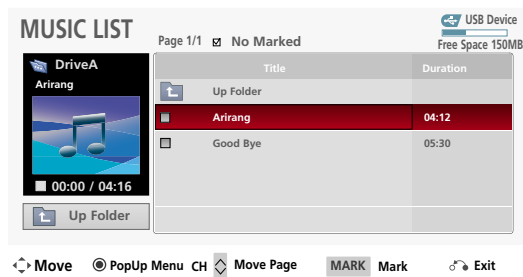 MUSIC LIST
Page 1/1 No Marked
USB Device
Free Space 150MB
DriveA
Arirang
00:00 / 04:16
Up Folder
Title Duration
Up Folder
Arirang 04:12
Good Bye 05:30
Move PopUp Menu CH Move Page MARK Mark Exit